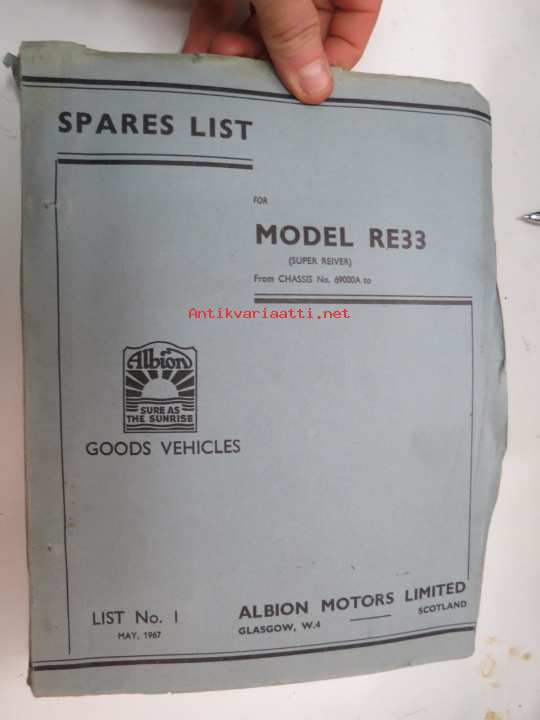 SPARES LIST
FOR
MODEL RE33
(SUPER REIVER)
From CHASSIS No. 69000A to
Antikvariaatti.net
Albion
SURE AS
THE SUNRISE
GOODS VEHICLES
LIST No. 1
MAY, 1967
ALBION MOTORS LIMITED
GLASGOW, W.4
SCOTLAND